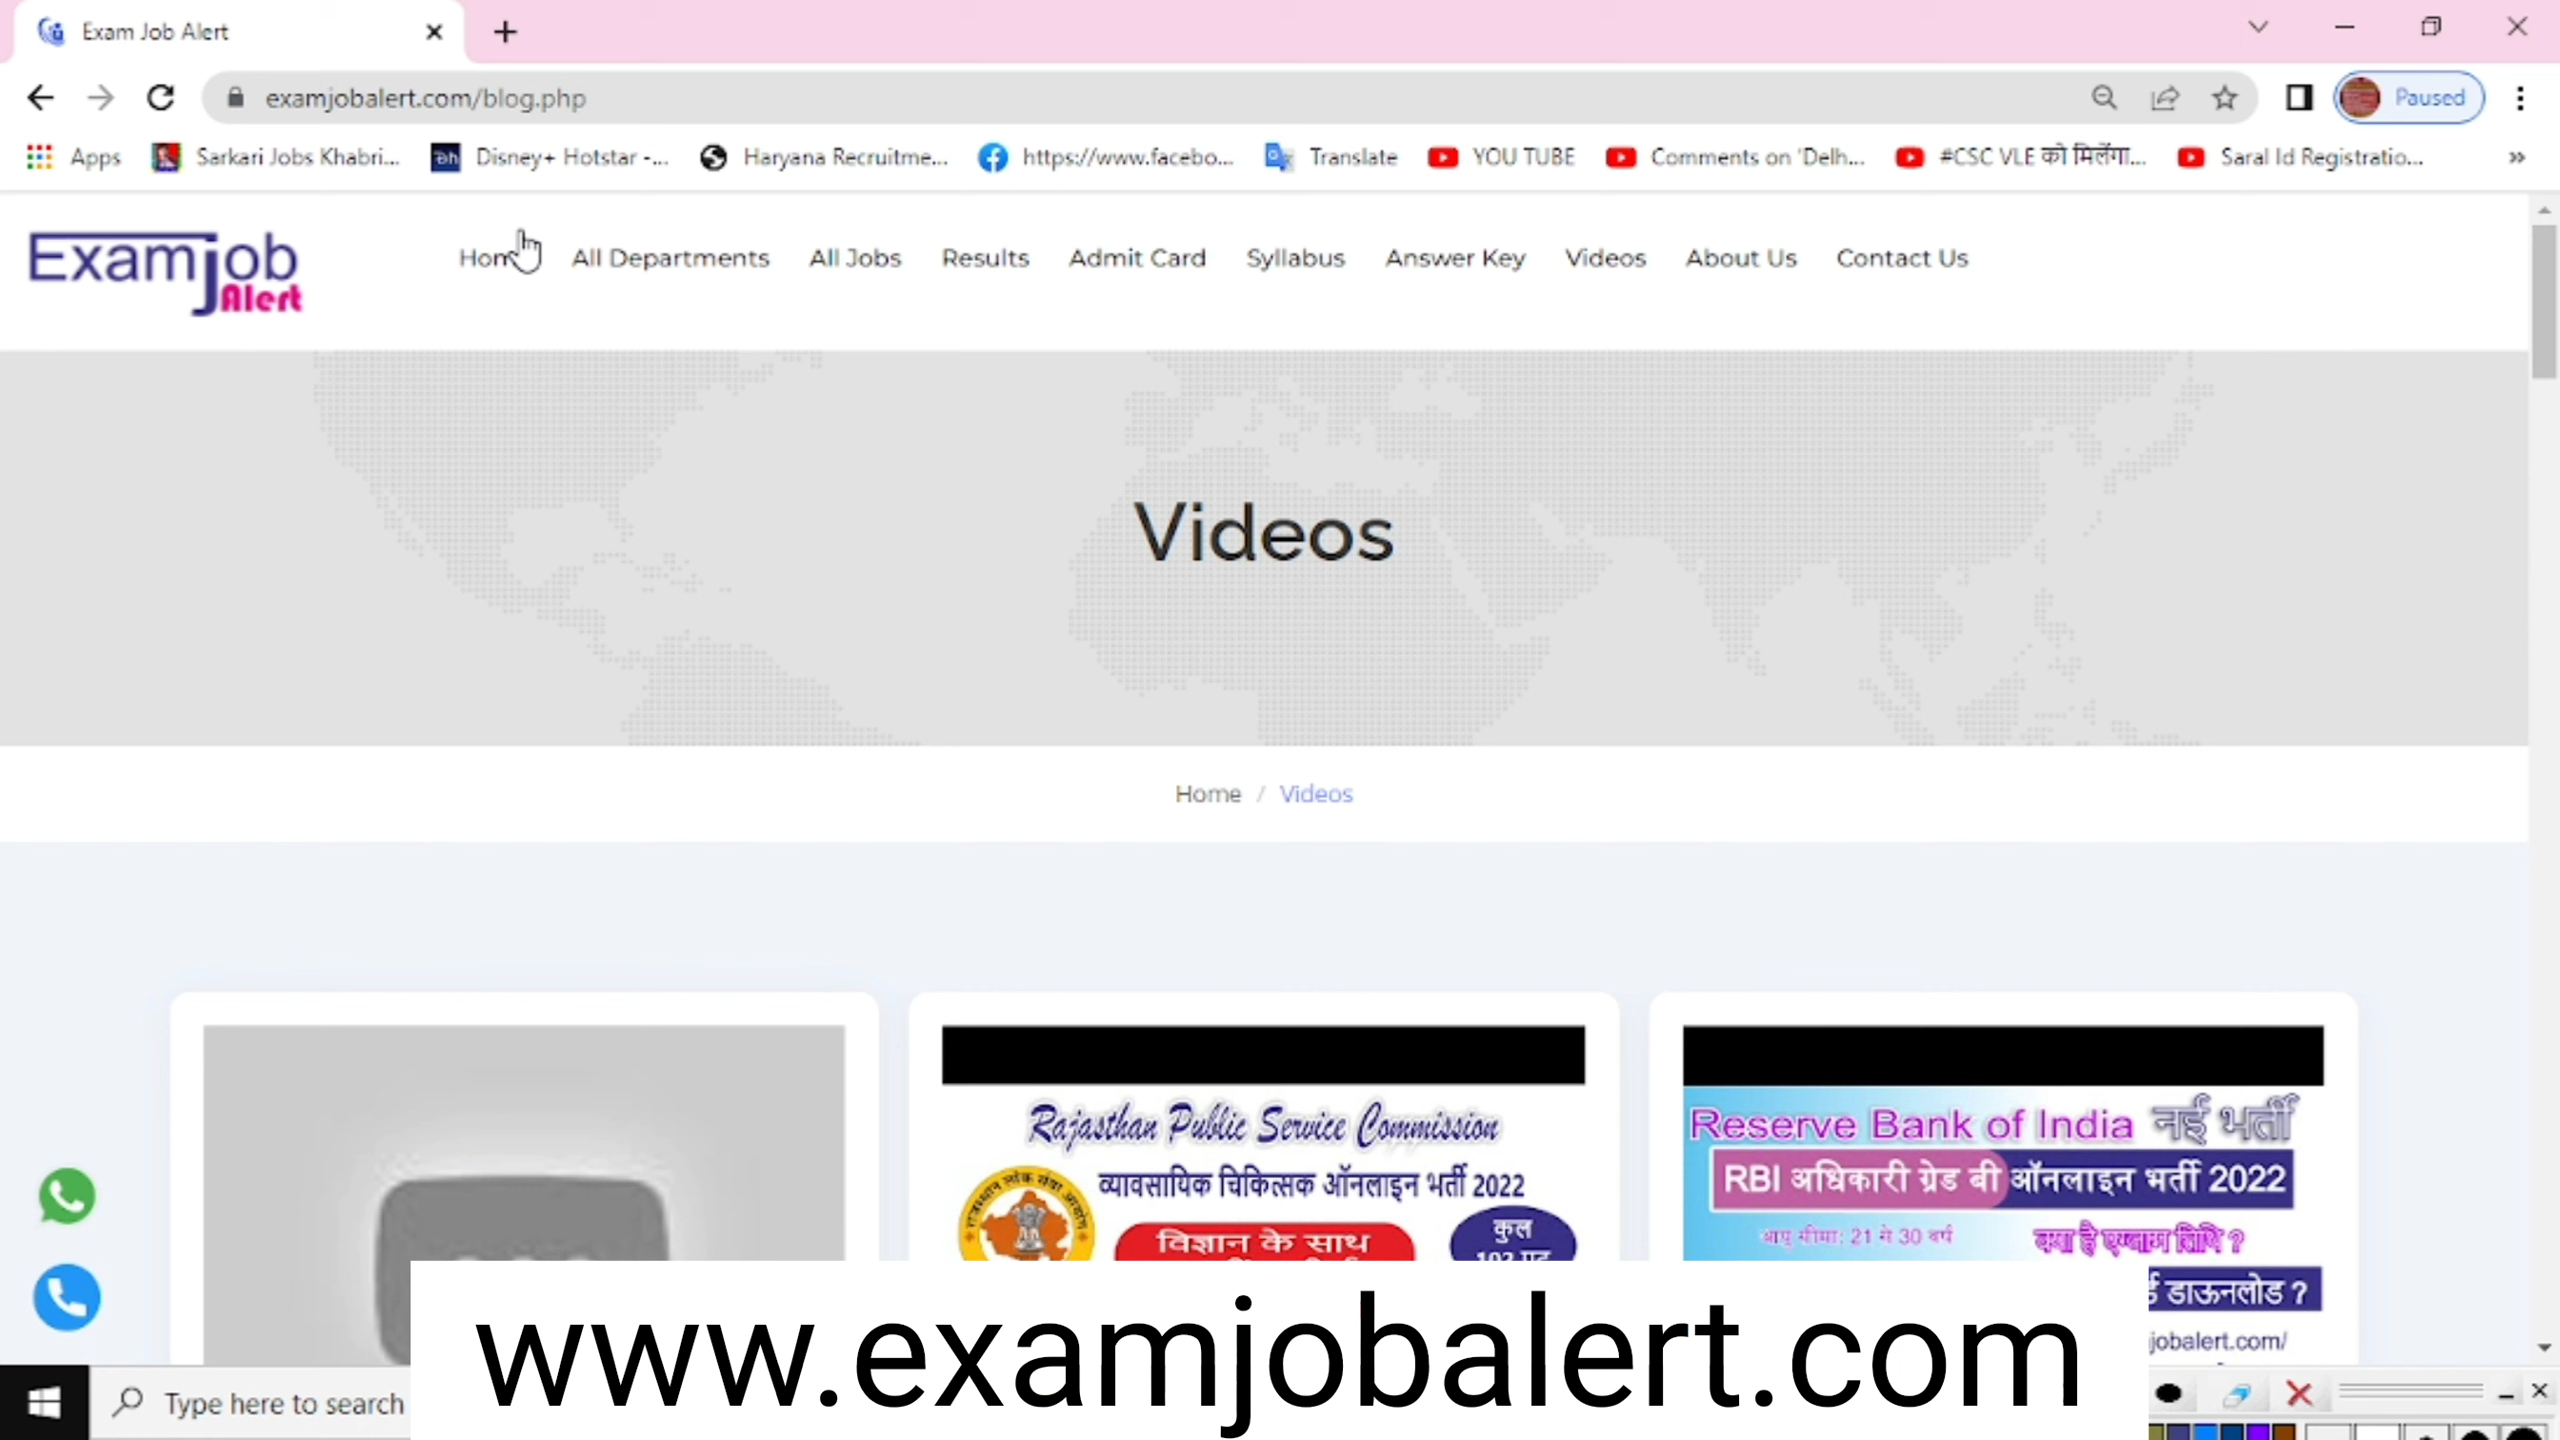 Exam Job Alert
examjobalert.com/blog.php
Paused
Apps
Sarkari Jobs Khabri...
Disney+ Hotstar -...
Haryana Recruitme...
https://www.facebo...
Translate
YOU TUBE
Comments on 'Delh...
#CSC VLE को मिलेंगा...
Saral Id Registratio...
Examjob
Alert
Home
All Departments
All Jobs
Results
Admit Card
Syllabus
Answer Key
Videos
About Us
Contact Us
Videos
Home / Videos
Rajasthan Public Service Commission
व्यावसायिक चिकित्सक ऑनलाइन भर्ती 2022
विज्ञान के साथ
कुल
Reserve Bank of India नई भर्ती
RBI अधिकारी ग्रेड बी ऑनलाइन भर्ती 2022
आयु सीमा: 21 से 30 वर्ष
क्या है एग्जाम तिथि ?
डाऊनलोड ?
jobalert.com/
www.examjobalert.com
Type here to search